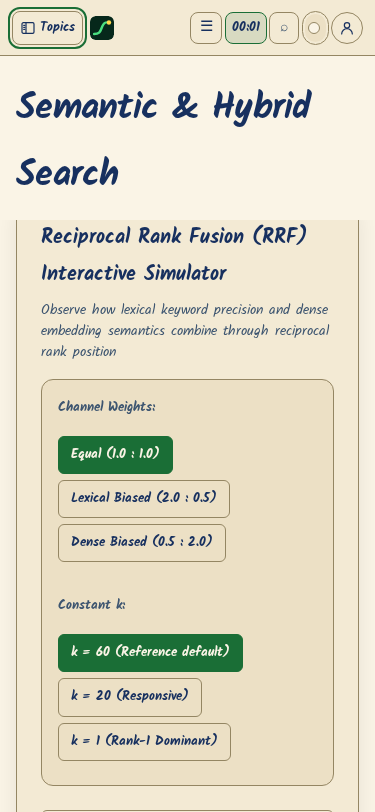 Topics
00:01
Semantic & Hybrid
Search
Reciprocal Rank Fusion (RRF)
Interactive Simulator
Observe how lexical keyword precision and dense
embedding semantics combine through reciprocal
rank position
Channel Weights:
Equal (1.0 : 1.0)
Lexical Biased (2.0 : 0.5)
Dense Biased (0.5 : 2.0)
Constant k:
k = 60 (Reference default)
k = 20 (Responsive)
k = 1 (Rank-1 Dominant)